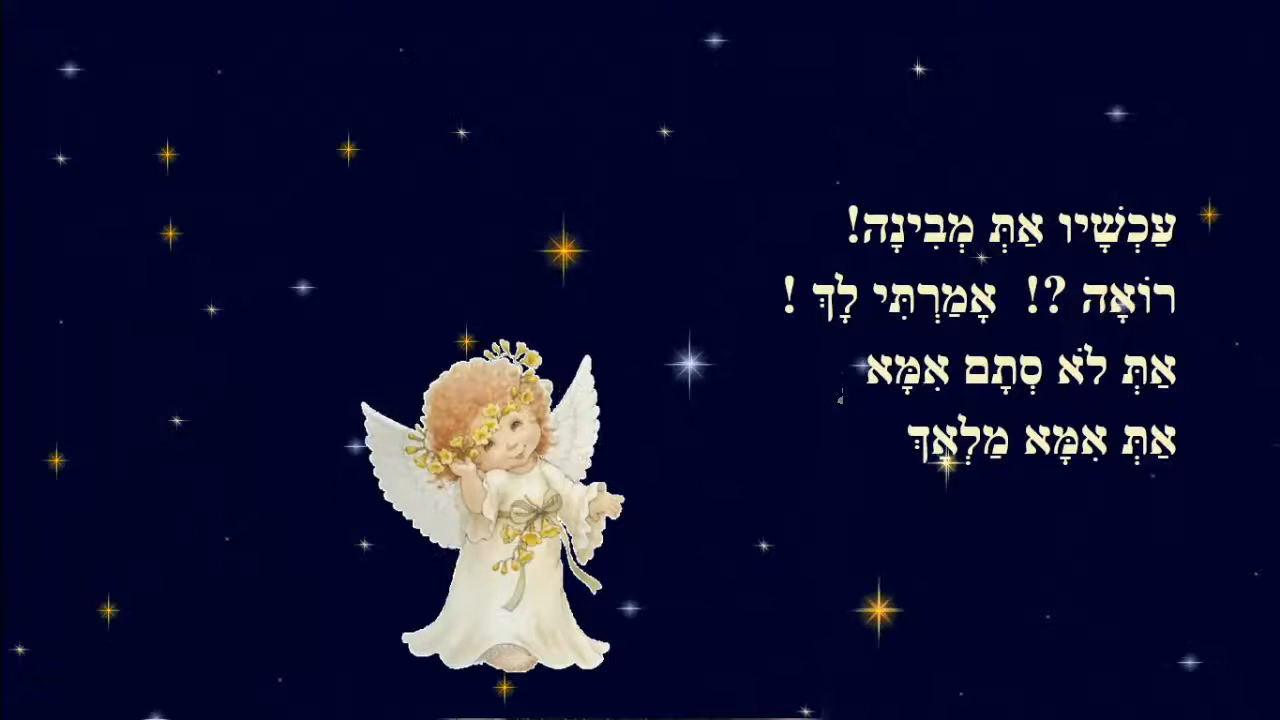 עַכְשָׁיו אַתְּ מְבִינָה!
רוֹאָה ?! אָמַרְתִּי לָךְ !
אַתְּ לֹא סְתָם אִמָּא
אַתְּ אִמָּא מַלְאָךְ